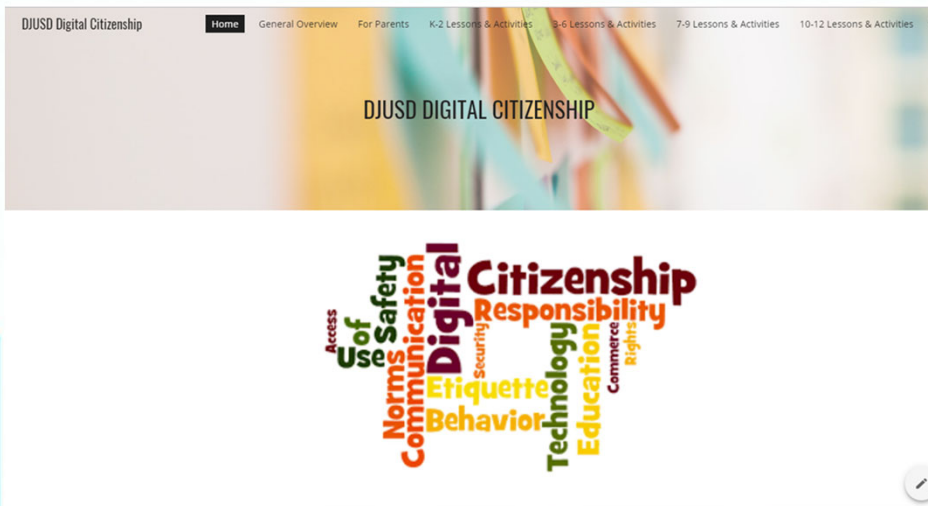 DJUSD Digital Citizenship
Home General Overview For Parents K-2 Lessons & Activities 3-6 Lessons & Activities 7-9 Lessons & Activities 10-12 Lessons & Activities
DJUSD DIGITAL CITIZENSHIP
Digital
Citizenship
Responsibility
Access
Use
of
Safety
Norms
Communication
Security
Etiquette
Behavior
Technology
Education
Commerce
Rights